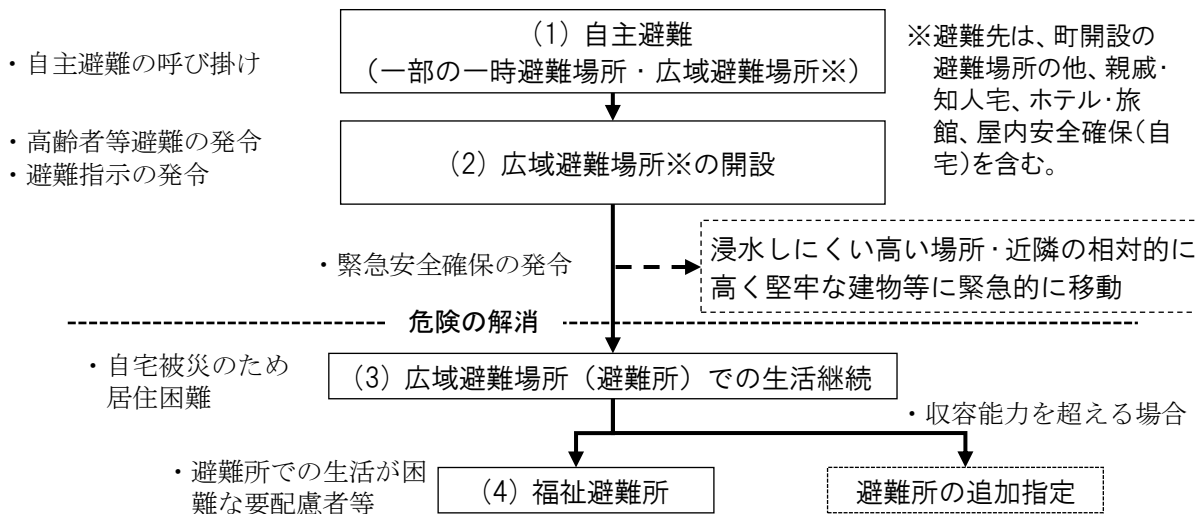 (1) 自主避難
(一部の一時避難場所・広域避難場所※)
・自主避難の呼び掛け
※避難先は、町開設の
避難場所の他、親戚・
知人宅、ホテル・旅
館、屋内安全確保(自
宅)を含む。
・高齢者等避難の発令
・避難指示の発令
(2) 広域避難場所※の開設
・緊急安全確保の発令
浸水しにくい高い場所・近隣の相対的に
高く堅牢な建物等に緊急的に移動
危険の解消
・自宅被災のため
居住困難
(3) 広域避難場所(避難所)での生活継続
・収容能力を超える場合
・避難所での生活が困
難な要配慮者等
(4) 福祉避難所
避難所の追加指定